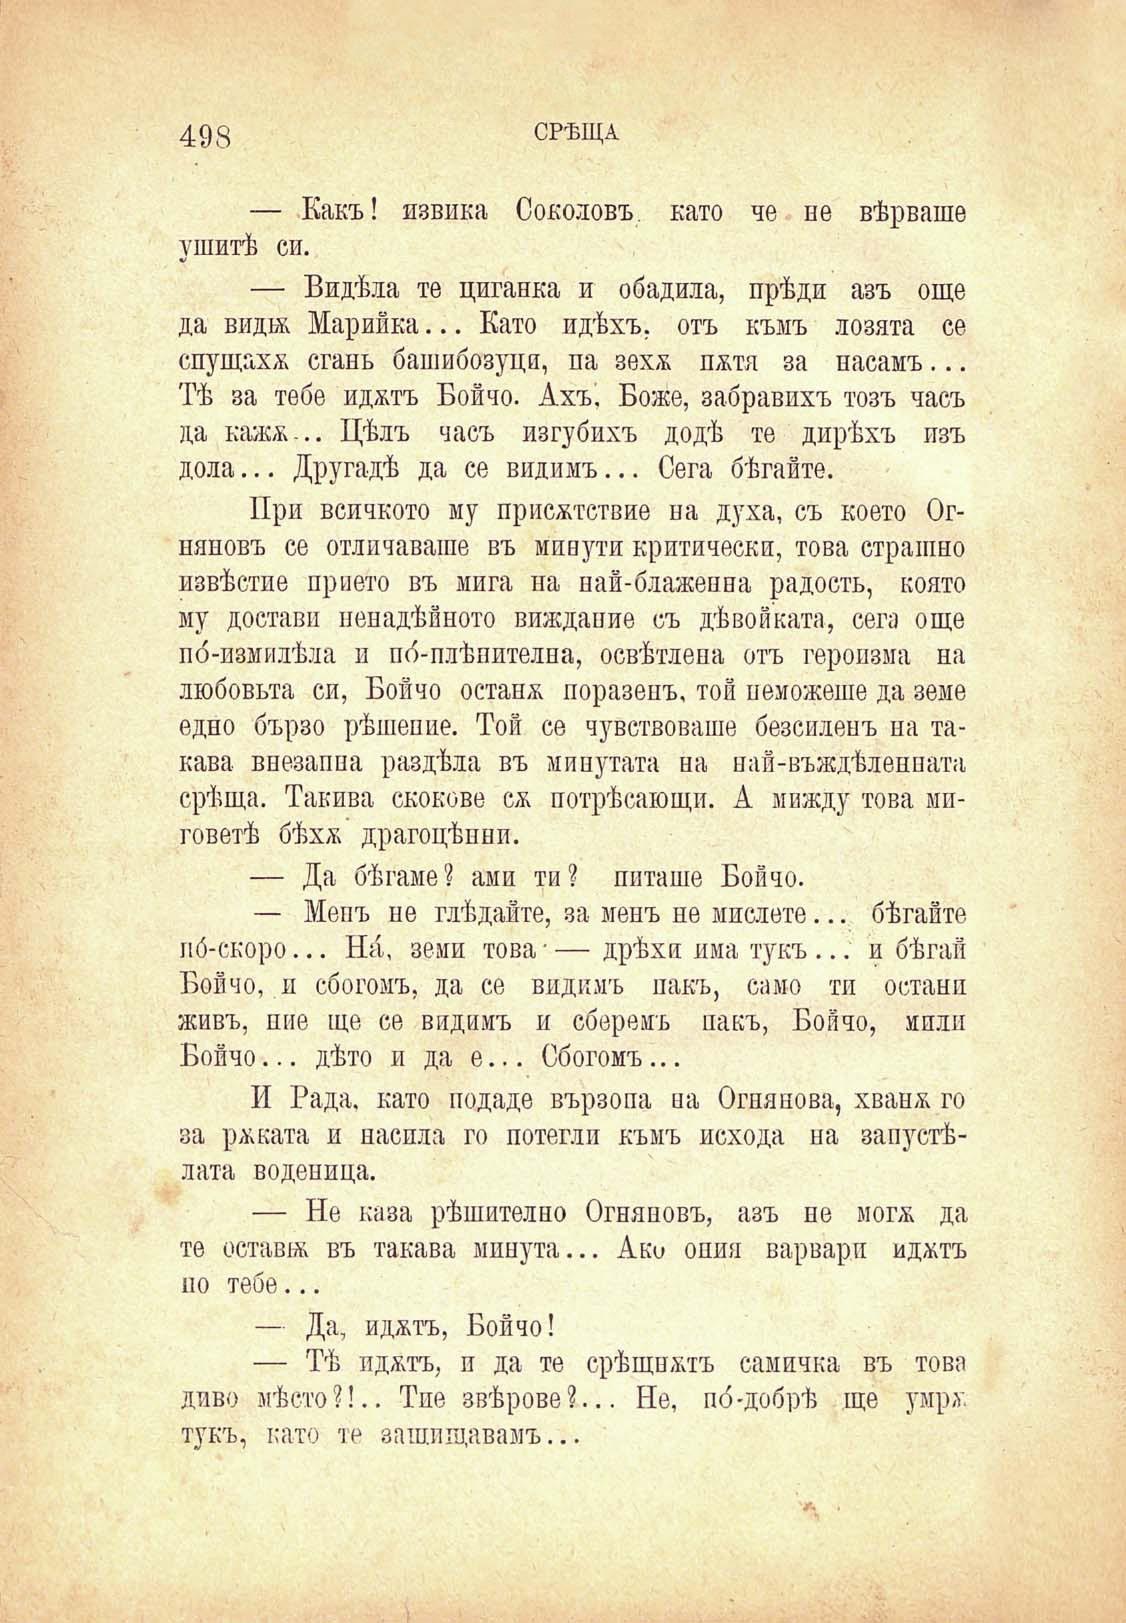 498
СРѢЩА
— Какъ! извика Соколовъ като че не вѣрваше
ушитѣ си.
— Видѣла те циганка и обадила, прѣди азъ още
да видѭ Марийка... Като идѣхъ, отъ къмъ лозята се
спущахѫ сгань башибозуци, па зехѫ пѫтя за насамъ...
Тѣ за тебе идѫтъ Бойчо. Ахъ, Боже, забравихъ тозъ часъ
да кажѫ... Цѣлъ часъ изгубихъ додѣ те дирѣхъ изъ
дола... Другадѣ да се видимъ... Сега бѣгайте.
При всичкото му присѫтствие на духа, съ което Ог-
няновъ се отличаваше въ минути критически, това страшно
извѣстие прието въ мига на най-блаженна радость, която
му достави ненадѣйното виждание съ дѣвойката, сега още
по́-измилѣла и по́-плѣнителна, освѣтлена отъ героизма на
любовьта си, Бойчо останѫ поразенъ, той неможеше да земе
едно бързо рѣшение. Той се чувствоваше безсиленъ на та-
кава внезапна раздѣла въ минутата на най-въждѣленната
срѣща. Такива скокове сѫ потрѣсающи. А мижду това ми-
говетѣ бѣхѫ драгоцѣнни.
— Да бѣгаме? ами ти? питаше Бойчо.
— Менъ не глѣдайте, за менъ не мислете... бѣгайте
по́-скоро... На́, земи това — дрѣхи има тукъ... и бѣгай
Бойчо, и сбогомъ, да се видимъ пакъ, само ти остани
живъ, ние ще се видимъ и сберемъ пакъ, Бойчо, мили
Бойчо... дѣто и да е... Сбогомъ...
И Рада, като подаде вързопа на Огнянова, хванѫ го
за рѫката и насила го потегли къмъ исхода на запустѣ-
лата воденица.
— Не каза рѣшително Огняновъ, азъ не могѫ да
те оставѭ въ такава минута... Ако ония варвари идѫтъ
по тебе...
— Да, идѫтъ, Бойчо!
— Тѣ идѫтъ, и да те срѣщнѫтъ самичка въ това
диво мѣсто?!.. Тие звѣрове?... Не, по́-добрѣ ще умрѫ
тукъ, като те защищавамъ...